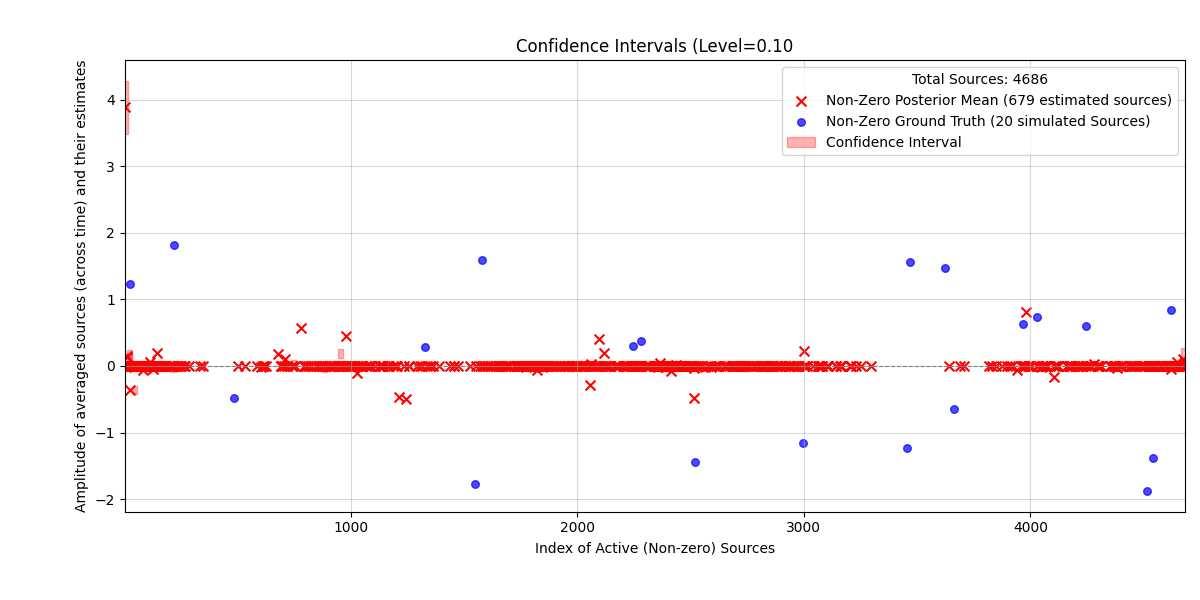 Confidence Intervals (Level=0.10
Amplitude of averaged sources (across time) and their estimates
4
3
2
1
0
−1
−2
Total Sources: 4686
Non-Zero Posterior Mean (679 estimated sources)
Non-Zero Ground Truth (20 simulated Sources)
Confidence Interval
1000
2000
3000
4000
Index of Active (Non-zero) Sources